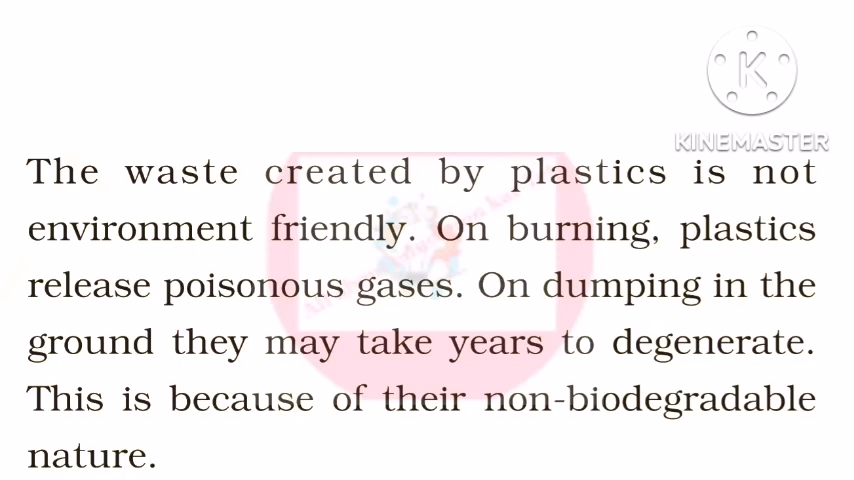 KINEMASTER
The waste created by plastics is not
environment friendly. On burning, plastics
release poisonous gases. On dumping in the
ground they may take years to degenerate.
This is because of their non-biodegradable
nature.